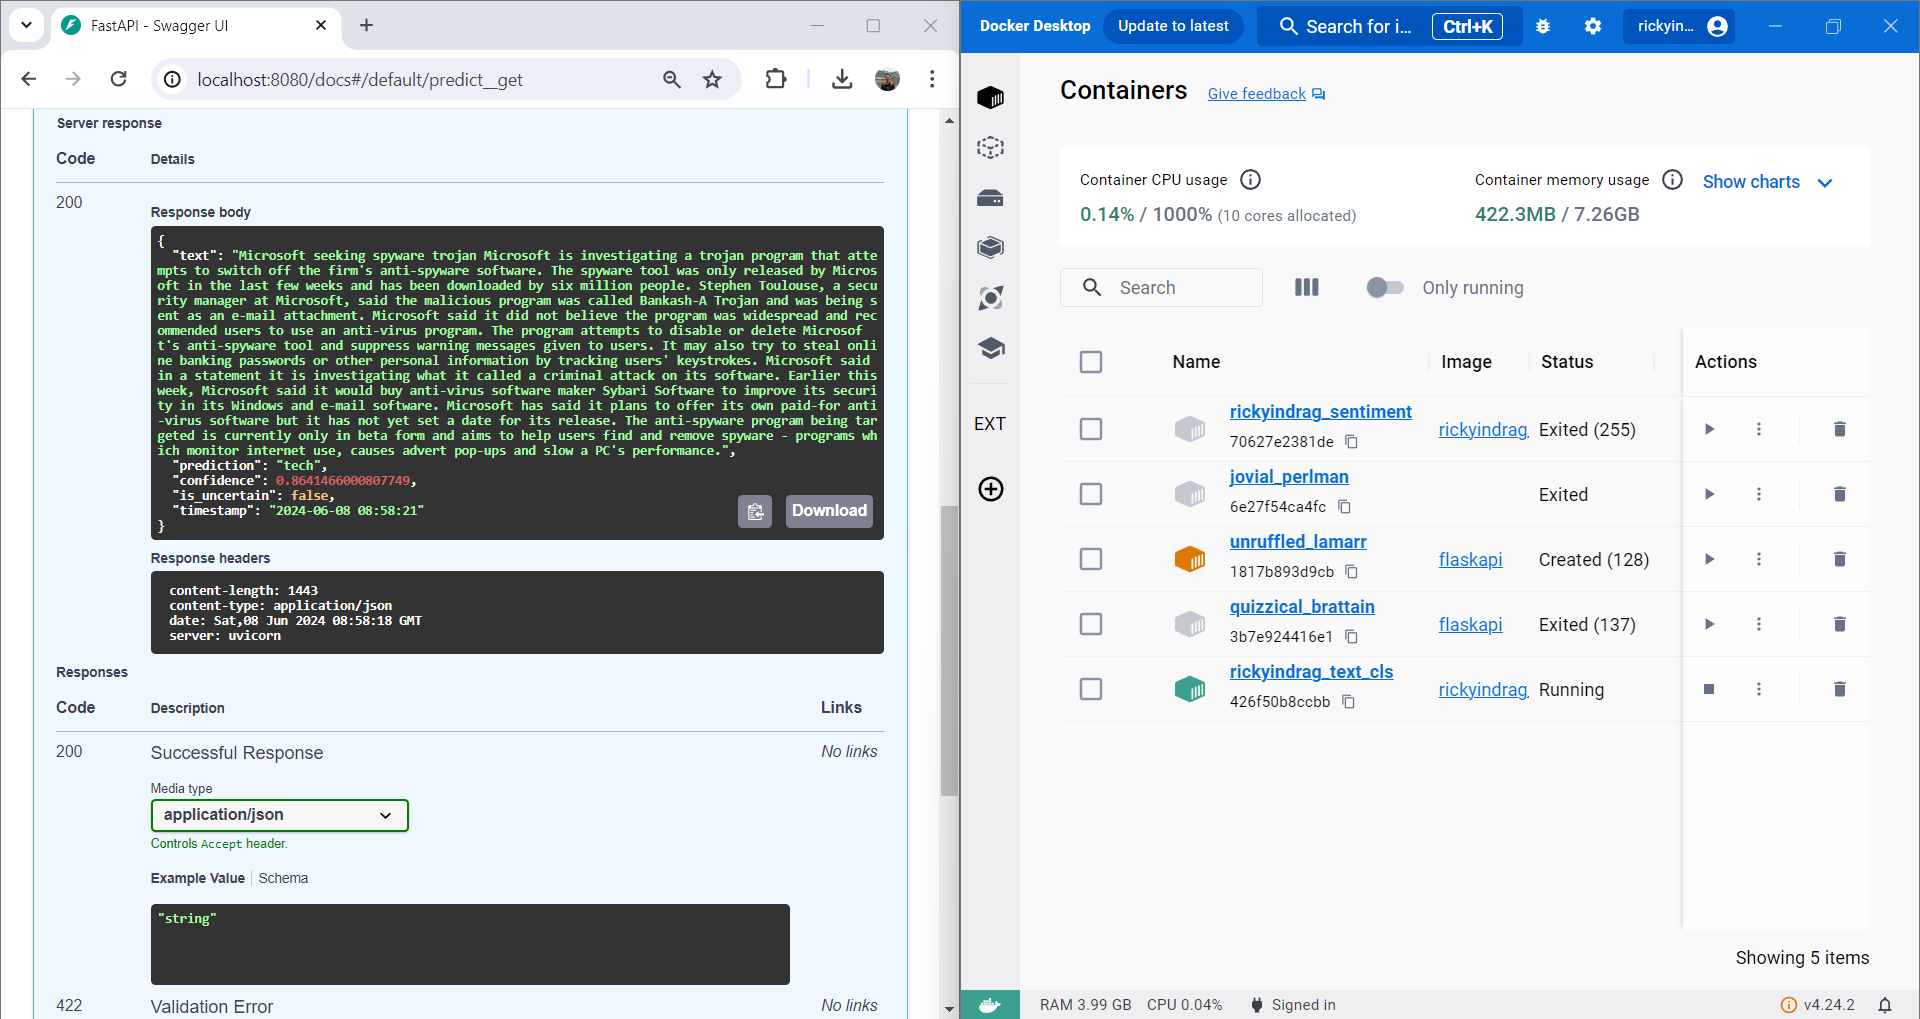 FastAPI - Swagger UI
localhost:8080/docs#/default/predict__get
Server response
Code Details
200
Response body
{
"text": "Microsoft seeking spyware trojan Microsoft is investigating a trojan program that atte
mpts to switch off the firm's anti-spyware software. The spyware tool was only released by Micros
oft in the last few weeks and has been downloaded by six million people. Stephen Toulouse, a secu
rity manager at Microsoft, said the malicious program was called Bankash-A Trojan and was being s
ent as an e-mail attachment. Microsoft said it did not believe the program was widespread and rec
ommended users to use an anti-virus program. The program attempts to disable or delete Microsof
t's anti-spyware tool and suppress warning messages given to users. It may also try to steal onli
ne banking passwords or other personal information by tracking users' keystrokes. Microsoft said
in a statement it is investigating what it called a criminal attack on its software. Earlier this
week, Microsoft said it would buy anti-virus software maker Sybari Software to improve its securi
ty in its Windows and e-mail software. Microsoft has said it plans to offer its own paid-for anti
-virus software but it has not yet set a date for its release. The anti-spyware program being tar
geted is currently only in beta form and aims to help users find and remove spyware - programs wh
ich monitor internet use, causes advert pop-ups and slow a PC's performance.",
"prediction": "tech",
"confidence": 0.8641466000807749,
"is_uncertain": false,
"timestamp": "2024-06-08 08:58:21"
}
Download
Response headers
content-length: 1443
content-type: application/json
date: Sat,08 Jun 2024 08:58:18 GMT
server: uvicorn
Responses
Code Description Links
200 Successful Response No links
Media type
application/json
Controls Accept header.
Example Value Schema
"string"
422 Validation Error No links
Docker Desktop Update to latest Search for i... Ctrl+K rickyin...
Containers Give feedback
Container CPU usage
0.14% / 1000% (10 cores allocated)
Container memory usage
422.3MB / 7.26GB
Show charts
Search Only running
EXT
Name Image Status Actions
rickyindrag_sentiment
70627e2381de rickyindrag. Exited (255)
jovial_perlman
6e27f54ca4fc Exited
unruffled_lamarr
1817b893d9cb flaskapi Created (128)
quizzical_brattain
3b7e924416e1 flaskapi Exited (137)
rickyindrag_text_cls
426f50b8ccbb rickyindrag. Running
Showing 5 items
RAM 3.99 GB CPU 0.04% Signed in v4.24.2